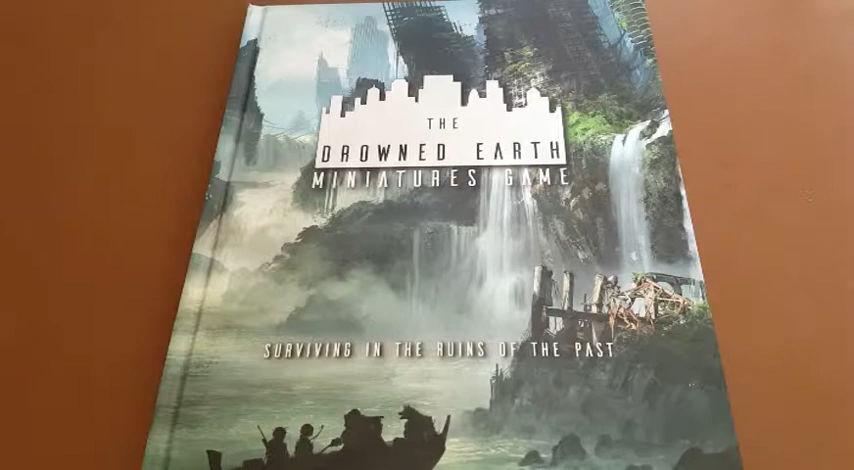 THE
DROWNED EARTH
MINIATURES GAME
SURVIVING IN THE RUINS OF THE PAST